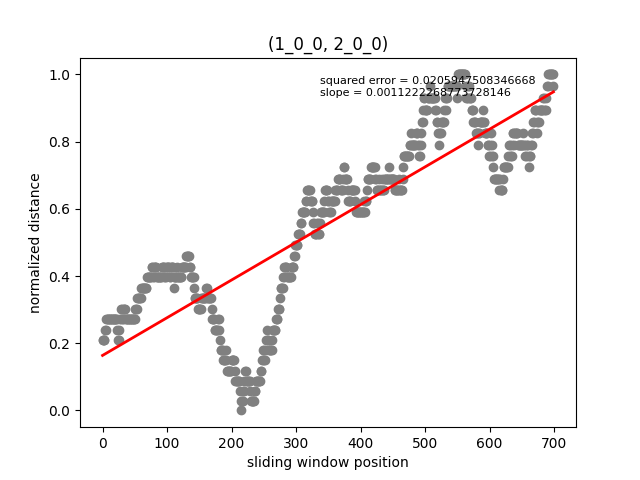 (1_0_0, 2_0_0)
squared error = 0.0205947508346668
slope = 0.0011222268773728146
1.0
0.8
0.6
0.4
0.2
0.0
normalized distance
0 100 200 300 400 500 600 700
sliding window position